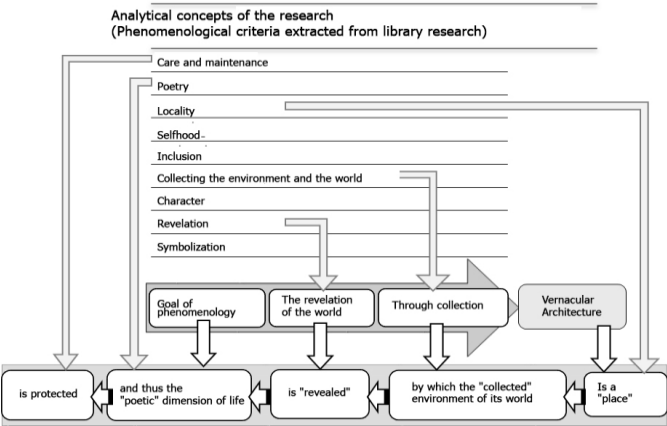 Analytical concepts of the research
(Phenomenological criteria extracted from library research)
Care and maintenance
Poetry
Locality
Selfhood
Inclusion
Collecting the environment and the world
Character
Revelation
Symbolization
Goal of
phenomenology
The revelation
of the world
Through collection
Vernacular
Architecture
is protected
and thus the
"poetic" dimension of life
is "revealed"
by which the "collected"
environment of its world
Is a
"place"